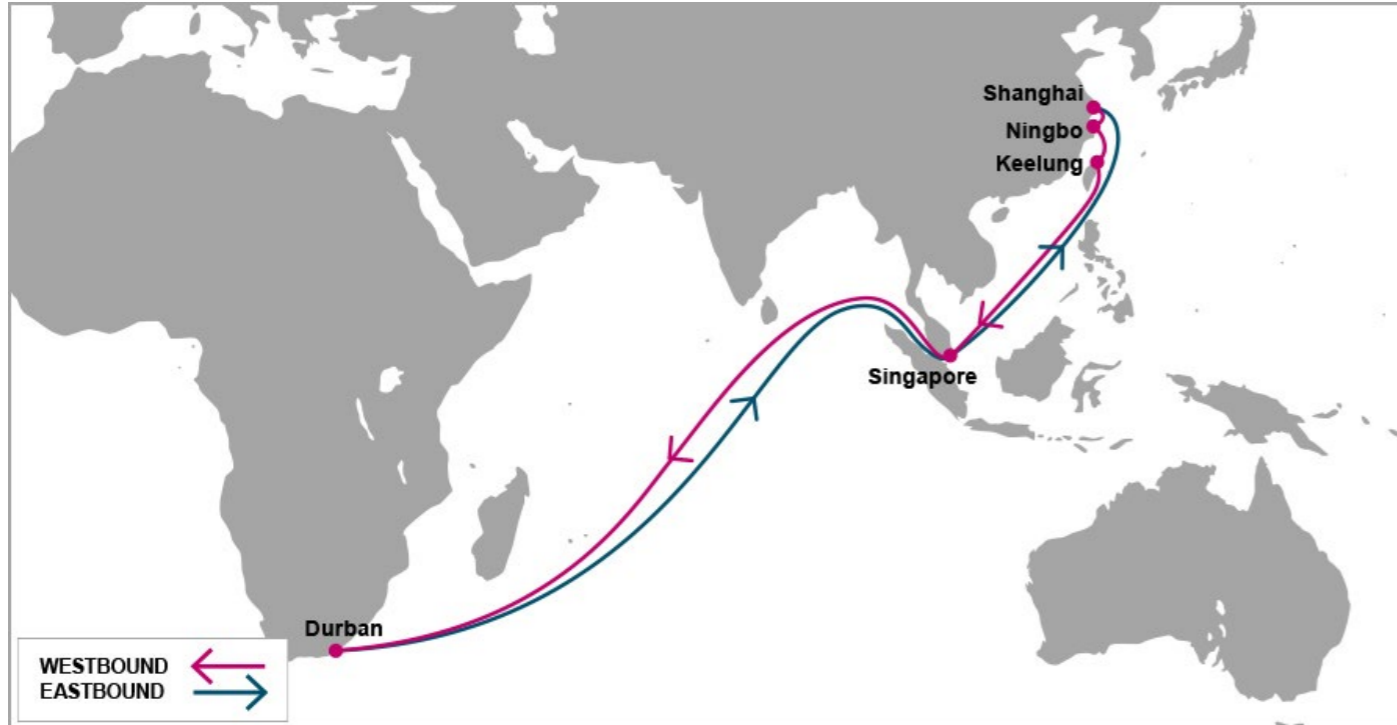 Shanghai
Ningbo
Keelung
Singapore
Durban
WESTBOUND
EASTBOUND